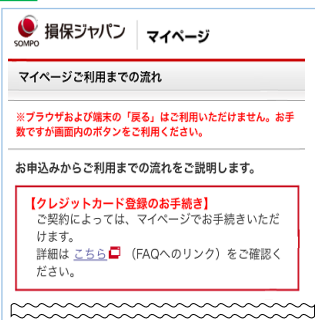 SOMPO 損保ジャパン マイページ
マイページご利用までの流れ
※ブラウザおよび端末の「戻る」はご利用いただけません。お手
数ですが画面内のボタンをご利用ください。
お申込みからご利用までの流れをご説明します。
【クレジットカード登録のお手続き】
ご契約によっては、マイページでお手続きいただ
けます。
詳細は こちら （FAQへのリンク）をご確認く
ださい。